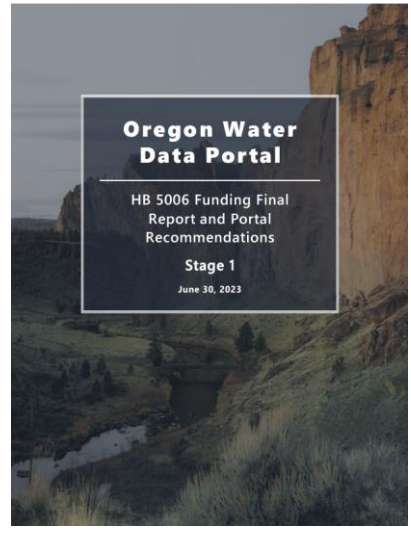 Oregon Water
Data Portal
HB 5006 Funding Final
Report and Portal
Recommendations
Stage 1
June 30, 2023